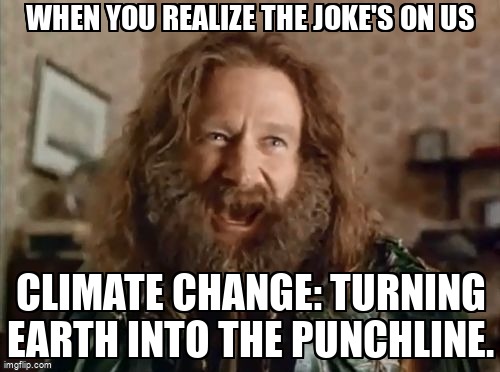 WHEN YOU REALIZE THE JOKE'S ON US
CLIMATE CHANGE: TURNING
EARTH INTO THE PUNCHLINE.
imgflip.com